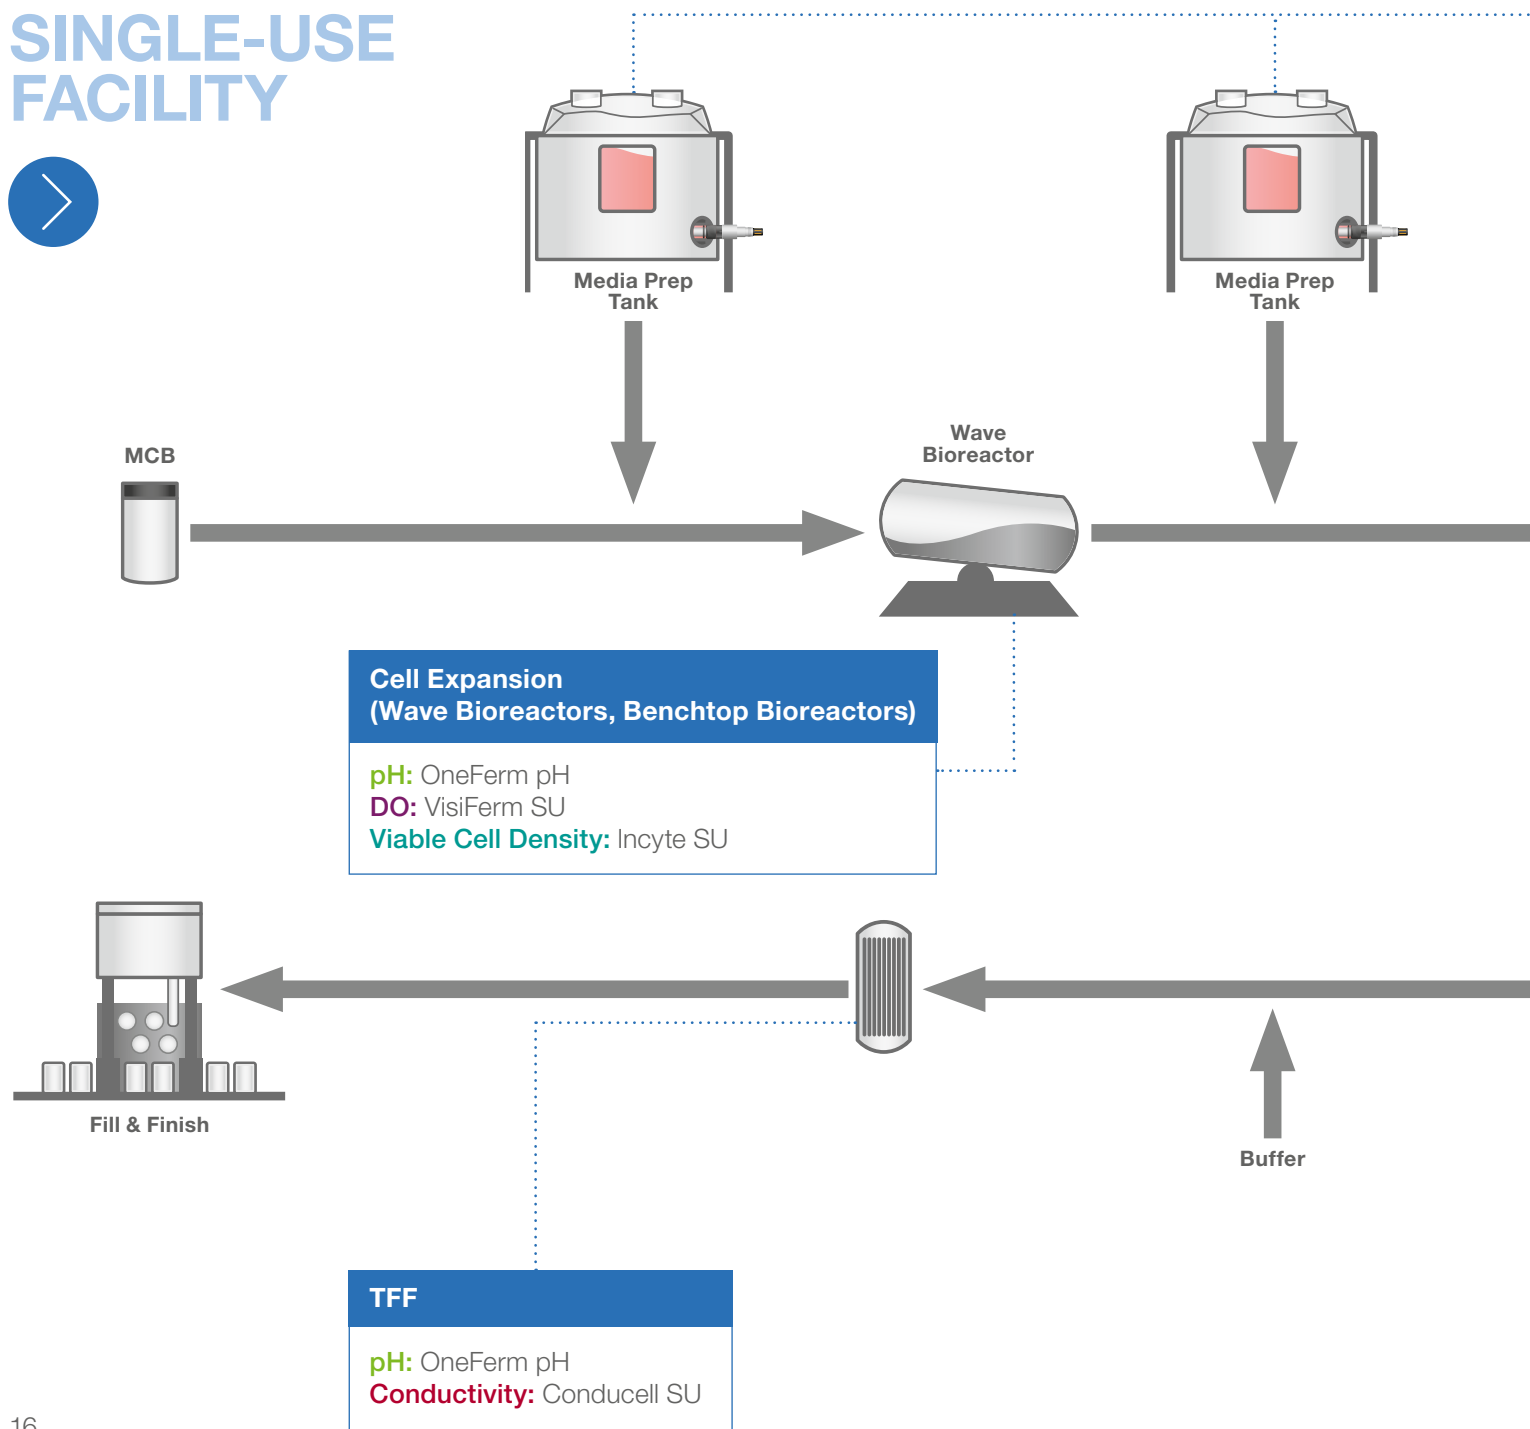 SINGLE-USE
FACILITY
Media Prep
Tank
Media Prep
Tank
MCB
Wave
Bioreactor
Cell Expansion
(Wave Bioreactors, Benchtop Bioreactors)
pH: OneFerm pH
DO: VisiFerm SU
Viable Cell Density: Incyte SU
Fill & Finish
Buffer
TFF
pH: OneFerm pH
Conductivity: Conducell SU
16